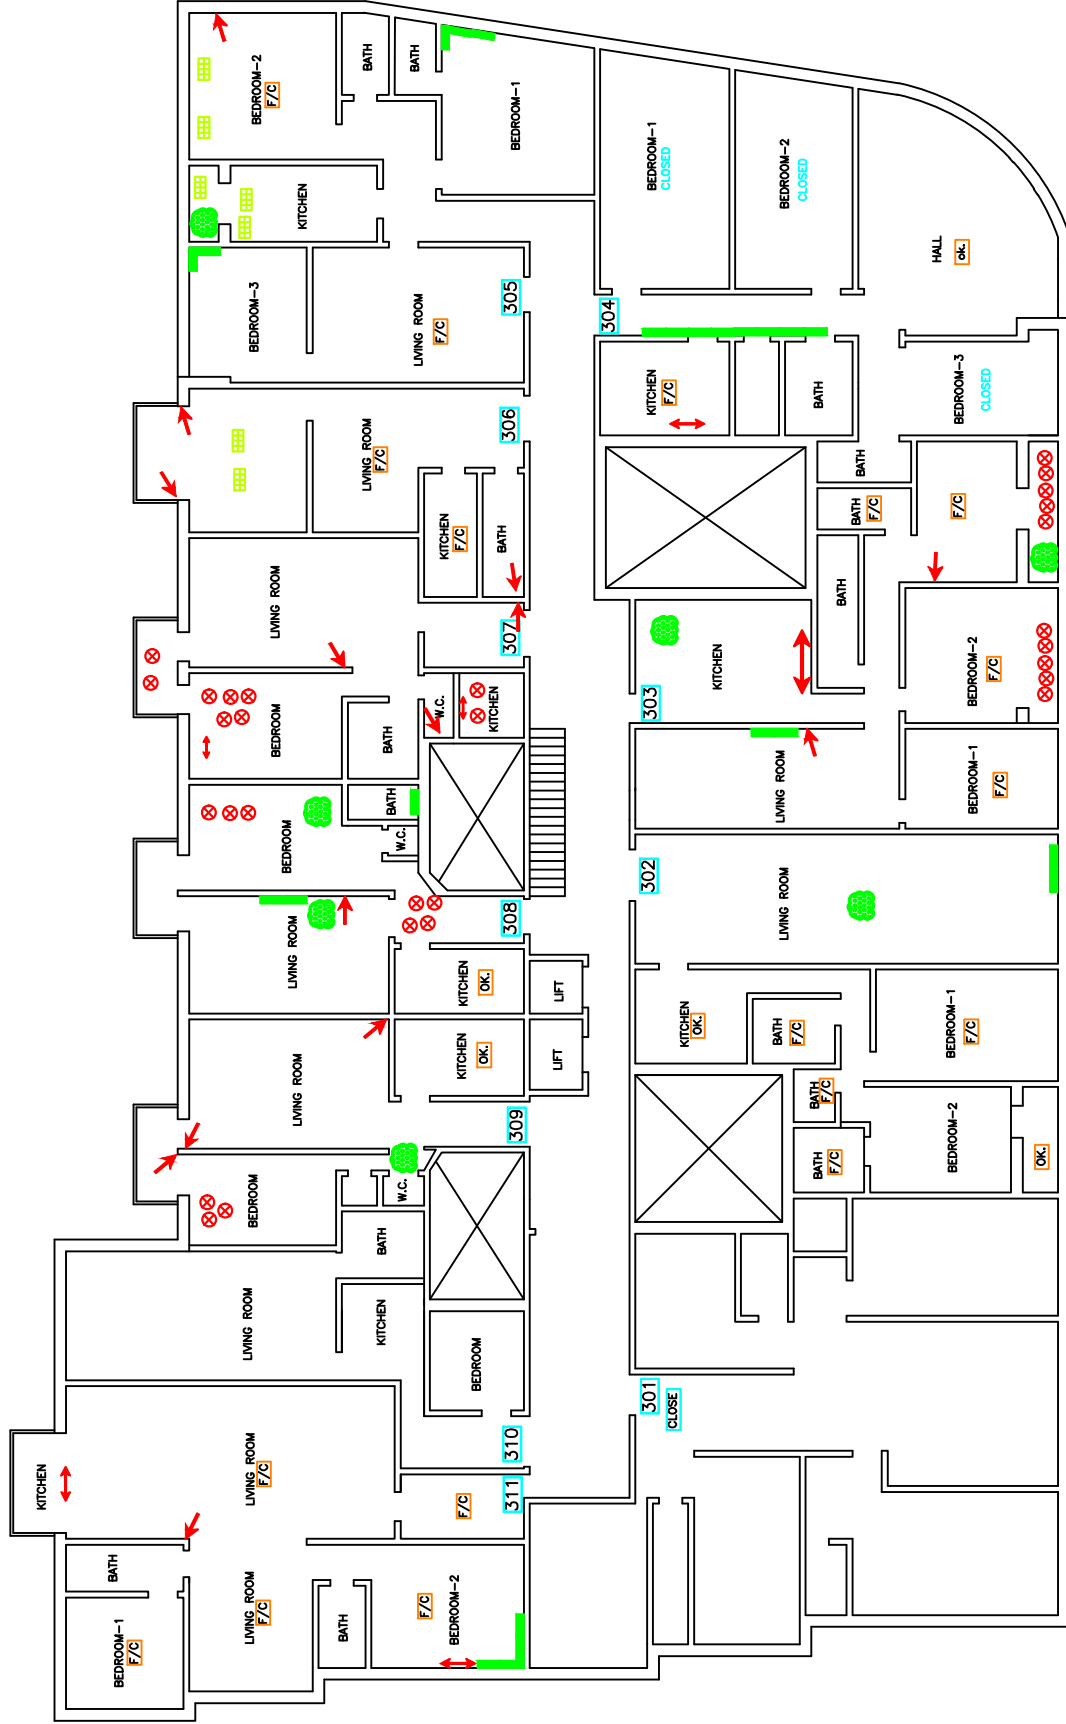 BEDROOM-2
F/C
BATH
BATH
BEDROOM-1
KITCHEN
BEDROOM-3
LIVING ROOM
F/C
305
BEDROOM-1
CLOSED
BEDROOM-2
CLOSED
HALL
ok.
304
KITCHEN
F/C
BATH
BEDROOM-3
CLOSED
LIVING ROOM
F/C
306
KITCHEN
F/C
BATH
BATH
BATH
F/C
F/C
BATH
LIVING ROOM
307
KITCHEN
303
BEDROOM-2
F/C
BEDROOM
BATH
W.C.
KITCHEN
LIVING ROOM
BEDROOM-1
F/C
BEDROOM
BATH
W.C.
302
LIVING ROOM
LIVING ROOM
308
KITCHEN
OK.
LIFT
KITCHEN
OK.
BATH
F/C
BEDROOM-1
F/C
LIVING ROOM
KITCHEN
OK.
LIFT
309
BATH
F/C
BATH
F/C
BEDROOM-2
OK.
BEDROOM
W.C.
BATH
LIVING ROOM
KITCHEN
BEDROOM
301
CLOSE
310
KITCHEN
LIVING ROOM
F/C
F/C
311
BATH
LIVING ROOM
F/C
BATH
F/C
BEDROOM-2
BEDROOM-1
F/C